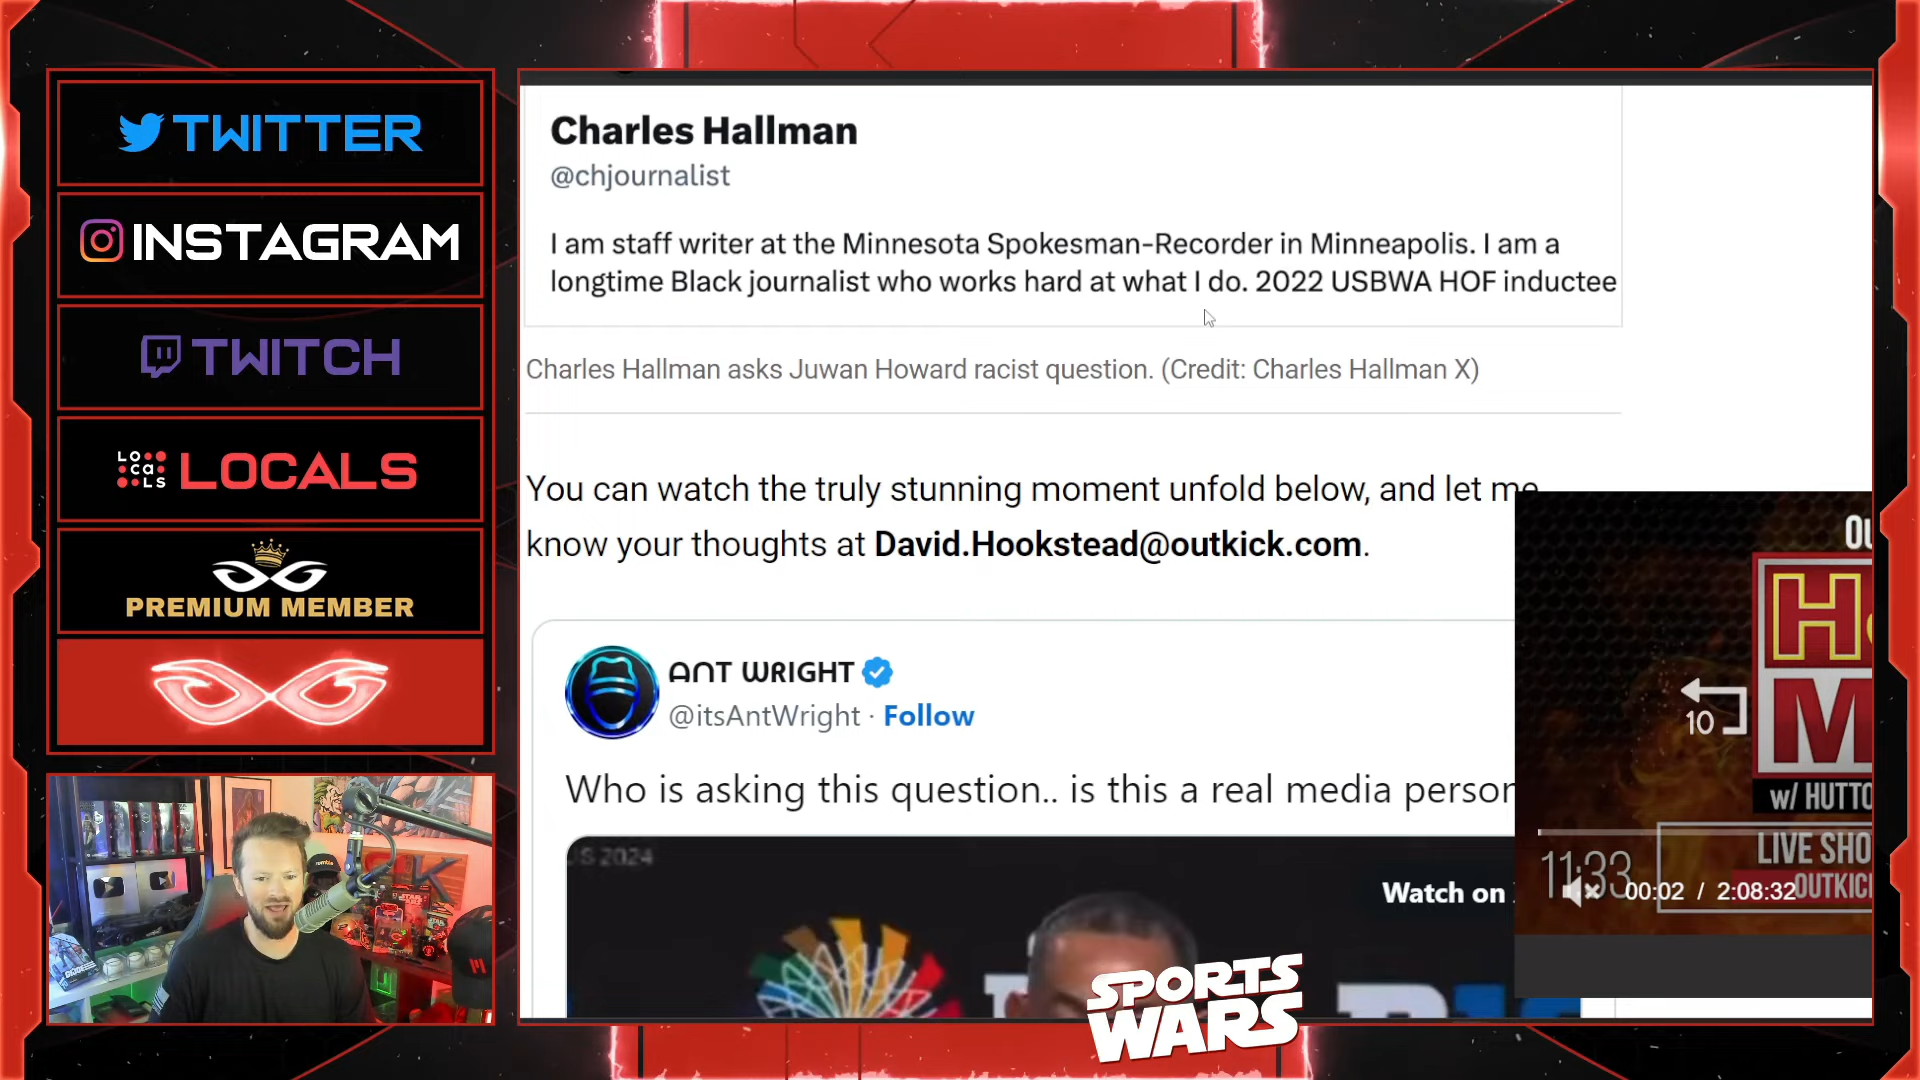 TWITTER
INSTAGRAM
TWITCH
LOCALS
LOCALS
PREMIUM MEMBER
Charles Hallman
@chjournalist
I am staff writer at the Minnesota Spokesman-Recorder in Minneapolis. I am a
longtime Black journalist who works hard at what I do. 2022 USBWA HOF inductee
Charles Hallman asks Juwan Howard racist question. (Credit: Charles Hallman X)
You can watch the truly stunning moment unfold below, and let me
know your thoughts at David.Hookstead@outkick.com.
ANT WRIGHT
@itsAntWright · Follow
Who is asking this question.. is this a real media person
S 2024
Watch on
10
H
M
w/ HUTTO
LIVE SHO
OUTKIC
11:33
00:02 / 2:08:32
SPORTS
WARS